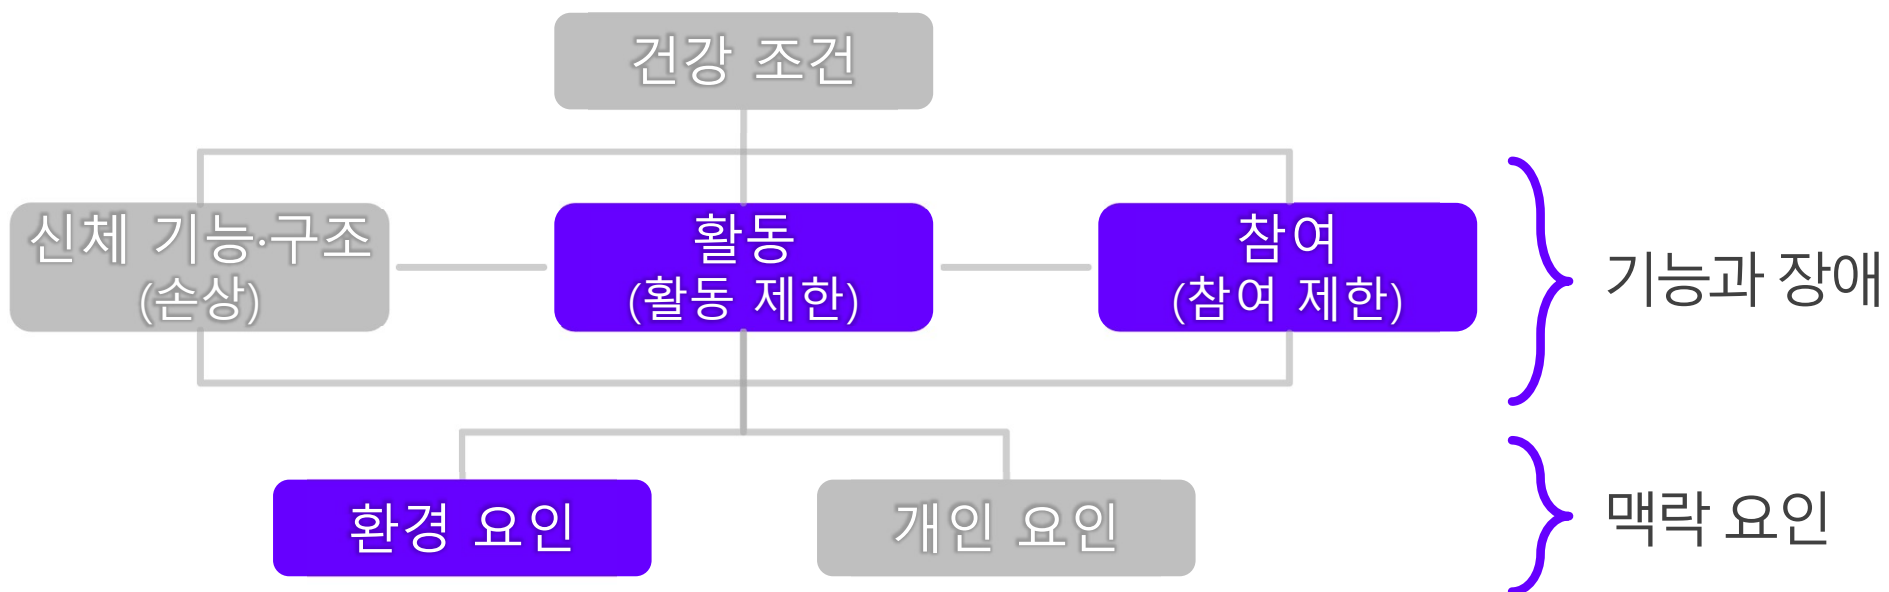 건강 조건
신체 기능·구조
(손상)
활동
(활동 제한)
참여
(참여 제한)
기능과 장애
환경 요인
개인 요인
맥락 요인